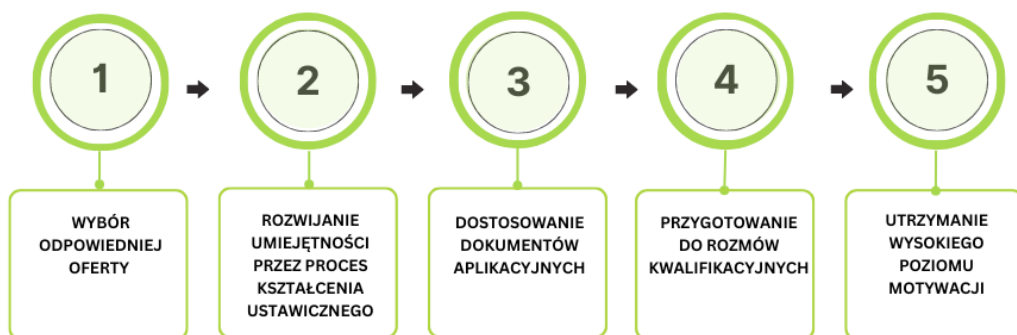 1
2
3
4
5
WYBÓR
ODPOWIEDNIEJ
OFERTY
ROZWIJANIE
UMIEJĘTNOŚCI
PRZEZ PROCES
KSZTAŁCENIA
USTAWICZNEGO
DOSTOSOWANIE
DOKUMENTÓW
APLIKACYJNYCH
PRZYGOTOWANIE
DO ROZMÓW
KWALIFIKACYJNYCH
UTRZYMANIE
WYSOKIEGO
POZIOMU
MOTYWACJI